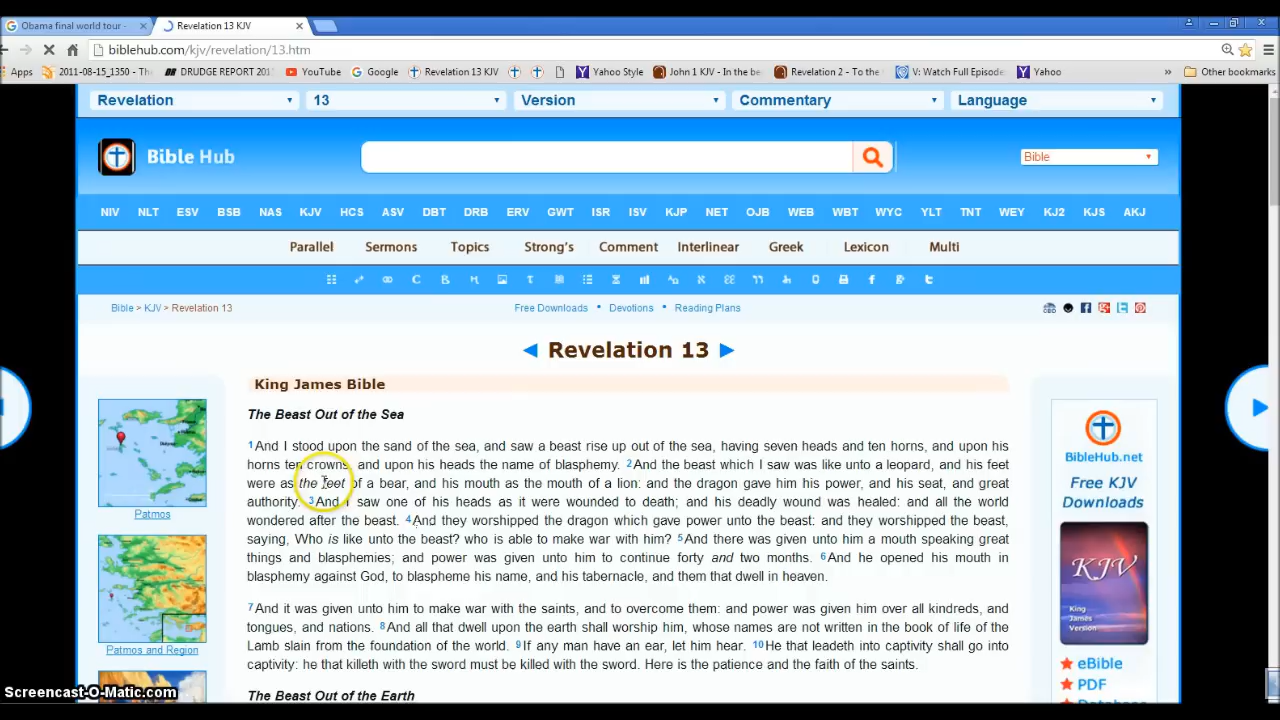 Obama final world tour -
Revelation 13 KJV
biblehub.com/kjv/revelation/13.htm
Apps 2011-08-15_1350 - Th DRUDGE REPORT 201 YouTube Google Revelation 13 KJV Yahoo Style John 1 KJV - In the be Revelation 2 - To the V: Watch Full Episode Yahoo » Other bookmarks
Revelation 13 Version Commentary Language
Bible Hub
Bible
NIV NLT ESV BSB NAS KJV HCS ASV DBT DRB ERV GWT ISR ISV KJP NET OJB WEB WBT WYC YLT TNT WEY KJ2 KJS AKJ
Parallel Sermons Topics Strong's Comment Interlinear Greek Lexicon Multi
Bible > KJV > Revelation 13
Free Downloads • Devotions • Reading Plans
◄ Revelation 13 ►
King James Bible
The Beast Out of the Sea
1And I stood upon the sand of the sea, and saw a beast rise up out of the sea, having seven heads and ten horns, and upon his
horns ten crowns, and upon his heads the name of blasphemy. 2And the beast which I saw was like unto a leopard, and his feet
were as the feet of a bear, and his mouth as the mouth of a lion: and the dragon gave him his power, and his seat, and great
authority. 3And I saw one of his heads as it were wounded to death; and his deadly wound was healed: and all the world
wondered after the beast. 4And they worshipped the dragon which gave power unto the beast: and they worshipped the beast,
saying, Who is like unto the beast? who is able to make war with him? 5And there was given unto him a mouth speaking great
things and blasphemies; and power was given unto him to continue forty and two months. 6And he opened his mouth in
blasphemy against God, to blaspheme his name, and his tabernacle, and them that dwell in heaven.
7And it was given unto him to make war with the saints, and to overcome them: and power was given him over all kindreds, and
tongues, and nations. 8And all that dwell upon the earth shall worship him, whose names are not written in the book of life of the
Lamb slain from the foundation of the world. 9If any man have an ear, let him hear. 10He that leadeth into captivity shall go into
captivity: he that killeth with the sword must be killed with the sword. Here is the patience and the faith of the saints.
The Beast Out of the Earth
Patmos
Patmos and Region
BibleHub.net
Free KJV
Downloads
KJV
King
James
Version
eBible
PDF
Screencast-O-Matic.com